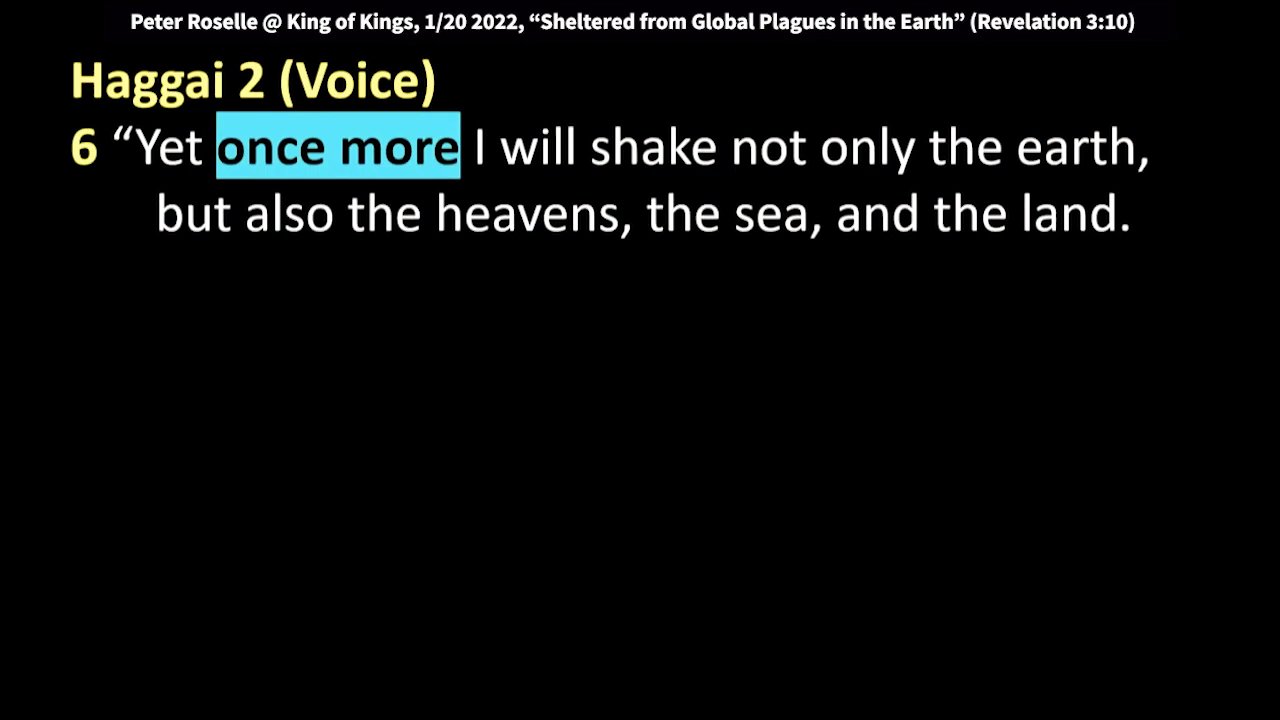 Peter Roselle @ King of Kings, 1/20 2022, “Sheltered from Global Plagues in the Earth” (Revelation 3:10)
Haggai 2 (Voice)
6 “Yet once more I will shake not only the earth,
but also the heavens, the sea, and the land.